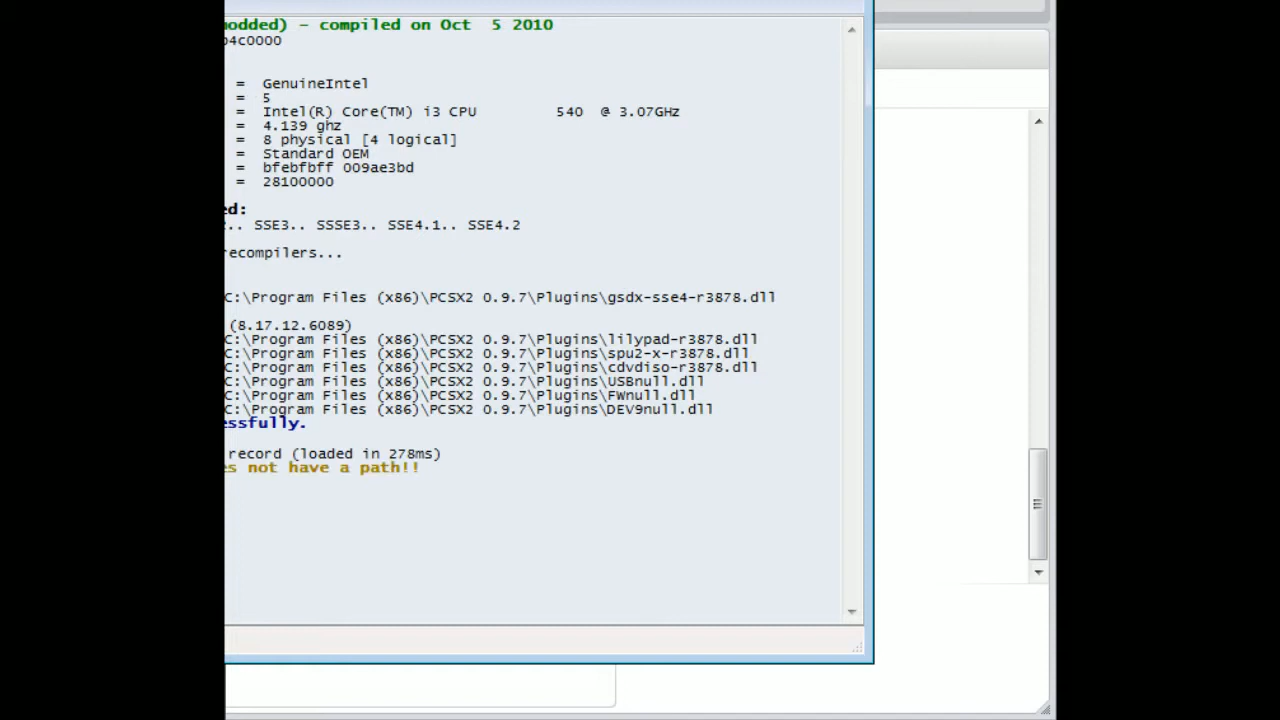 modded) - compiled on Oct  5 2010
b4c0000
=  GenuineIntel
=  5
=  Intel(R) Core(TM) i3 CPU         540  @ 3.07GHz
=  4.139 ghz
=  8 physical [4 logical]
=  Standard OEM
=  bfebfbff 009ae3bd
=  28100000
ed:
.. SSE3.. SSSE3.. SSE4.1.. SSE4.2
recompilers...
C:\Program Files (x86)\PCSX2 0.9.7\Plugins\gsdx-sse4-r3878.dll
(8.17.12.6089)
C:\Program Files (x86)\PCSX2 0.9.7\Plugins\lilypad-r3878.dll
C:\Program Files (x86)\PCSX2 0.9.7\Plugins\spu2-x-r3878.dll
C:\Program Files (x86)\PCSX2 0.9.7\Plugins\cdvdiso-r3878.dll
C:\Program Files (x86)\PCSX2 0.9.7\Plugins\USBnull.dll
C:\Program Files (x86)\PCSX2 0.9.7\Plugins\FWnull.dll
C:\Program Files (x86)\PCSX2 0.9.7\Plugins\DEV9null.dll
essfully.
record (loaded in 278ms)
es not have a path!!